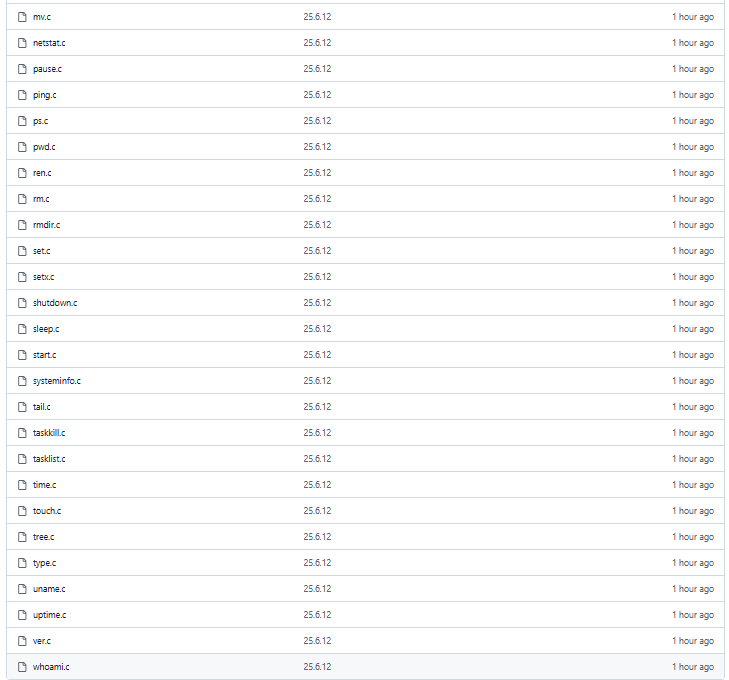 mv.c 25.6.12 1 hour ago
netstat.c 25.6.12 1 hour ago
pause.c 25.6.12 1 hour ago
ping.c 25.6.12 1 hour ago
ps.c 25.6.12 1 hour ago
pwd.c 25.6.12 1 hour ago
ren.c 25.6.12 1 hour ago
rm.c 25.6.12 1 hour ago
rmdir.c 25.6.12 1 hour ago
set.c 25.6.12 1 hour ago
setx.c 25.6.12 1 hour ago
shutdown.c 25.6.12 1 hour ago
sleep.c 25.6.12 1 hour ago
start.c 25.6.12 1 hour ago
systeminfo.c 25.6.12 1 hour ago
tail.c 25.6.12 1 hour ago
taskkill.c 25.6.12 1 hour ago
tasklist.c 25.6.12 1 hour ago
time.c 25.6.12 1 hour ago
touch.c 25.6.12 1 hour ago
tree.c 25.6.12 1 hour ago
type.c 25.6.12 1 hour ago
uname.c 25.6.12 1 hour ago
uptime.c 25.6.12 1 hour ago
ver.c 25.6.12 1 hour ago
whoami.c 25.6.12 1 hour ago